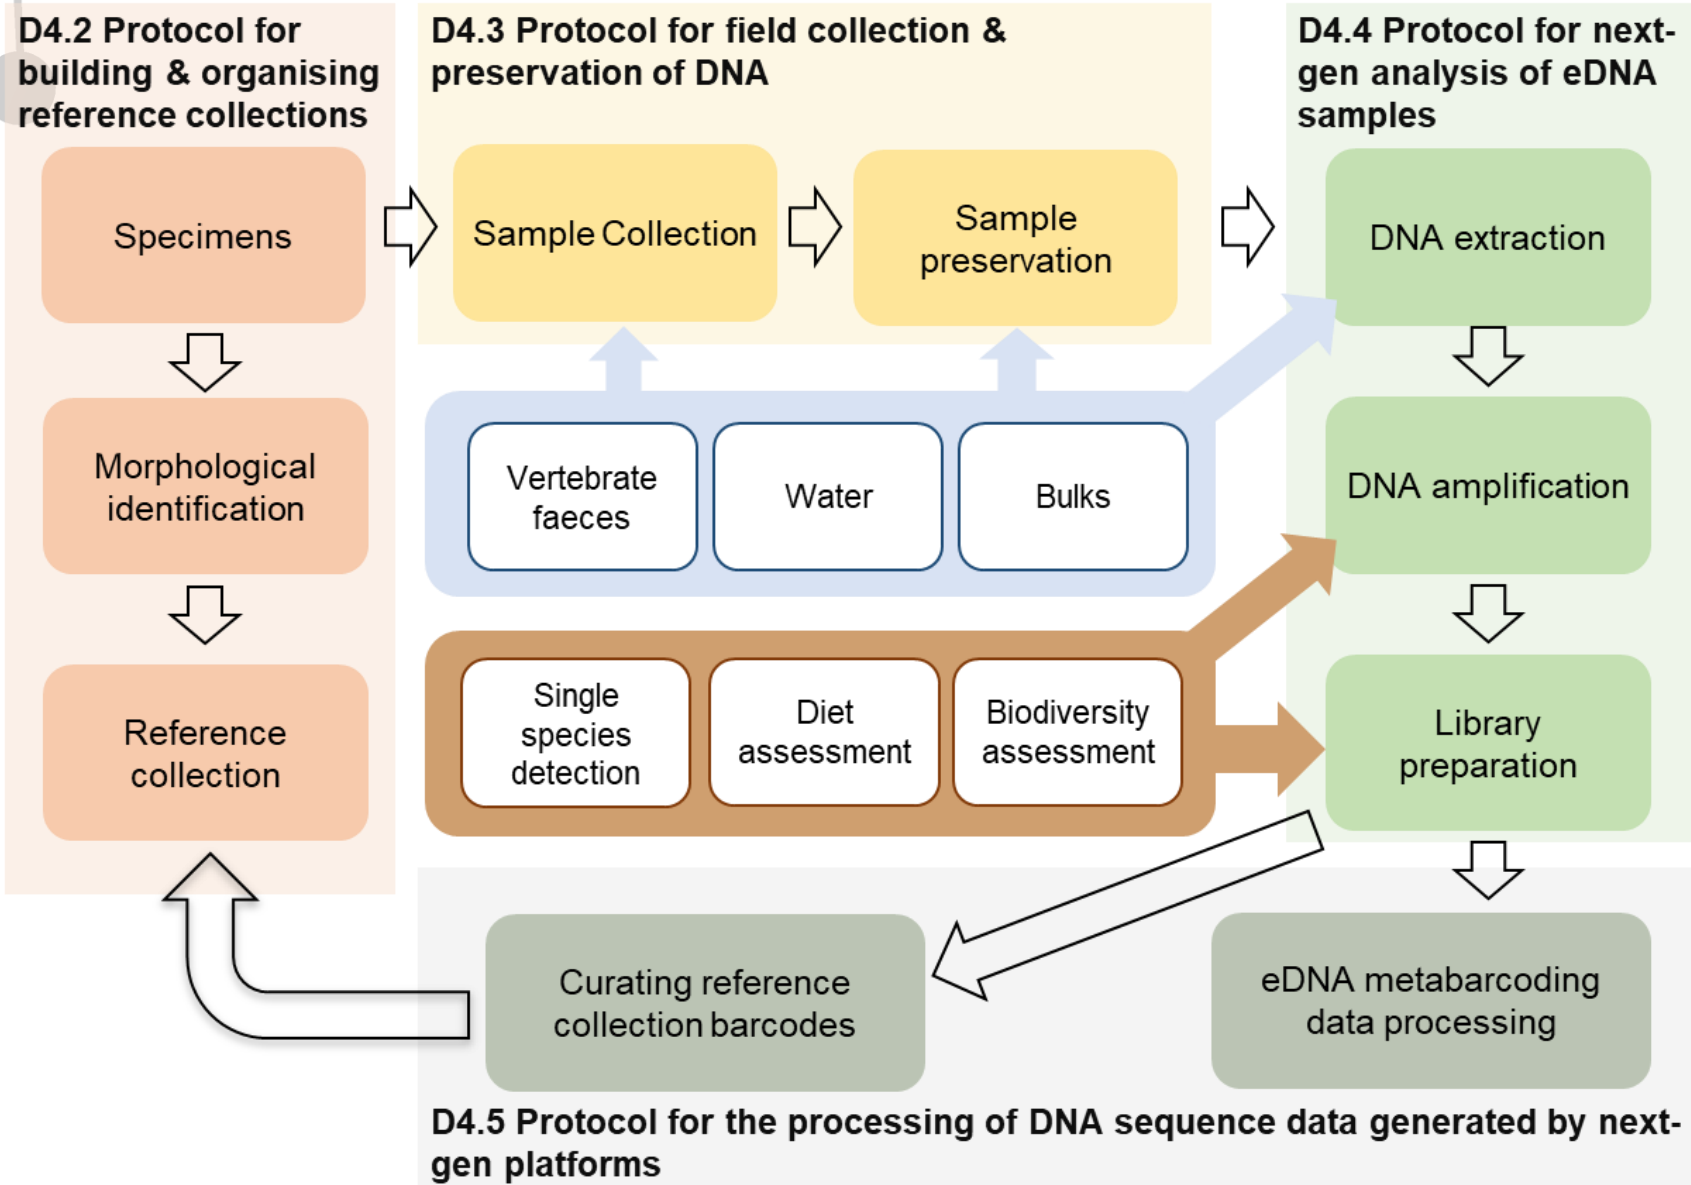 D4.2 Protocol for
building & organising
reference collections
Specimens
Morphological
identification
Reference
collection
D4.3 Protocol for field collection &
preservation of DNA
Sample Collection
Sample
preservation
Vertebrate
faeces
Water
Bulks
Single
species
detection
Diet
assessment
Biodiversity
assessment
D4.4 Protocol for next-
gen analysis of eDNA
samples
DNA extraction
DNA amplification
Library
preparation
Curating reference
collection barcodes
eDNA metabarcoding
data processing
D4.5 Protocol for the processing of DNA sequence data generated by next-
gen platforms